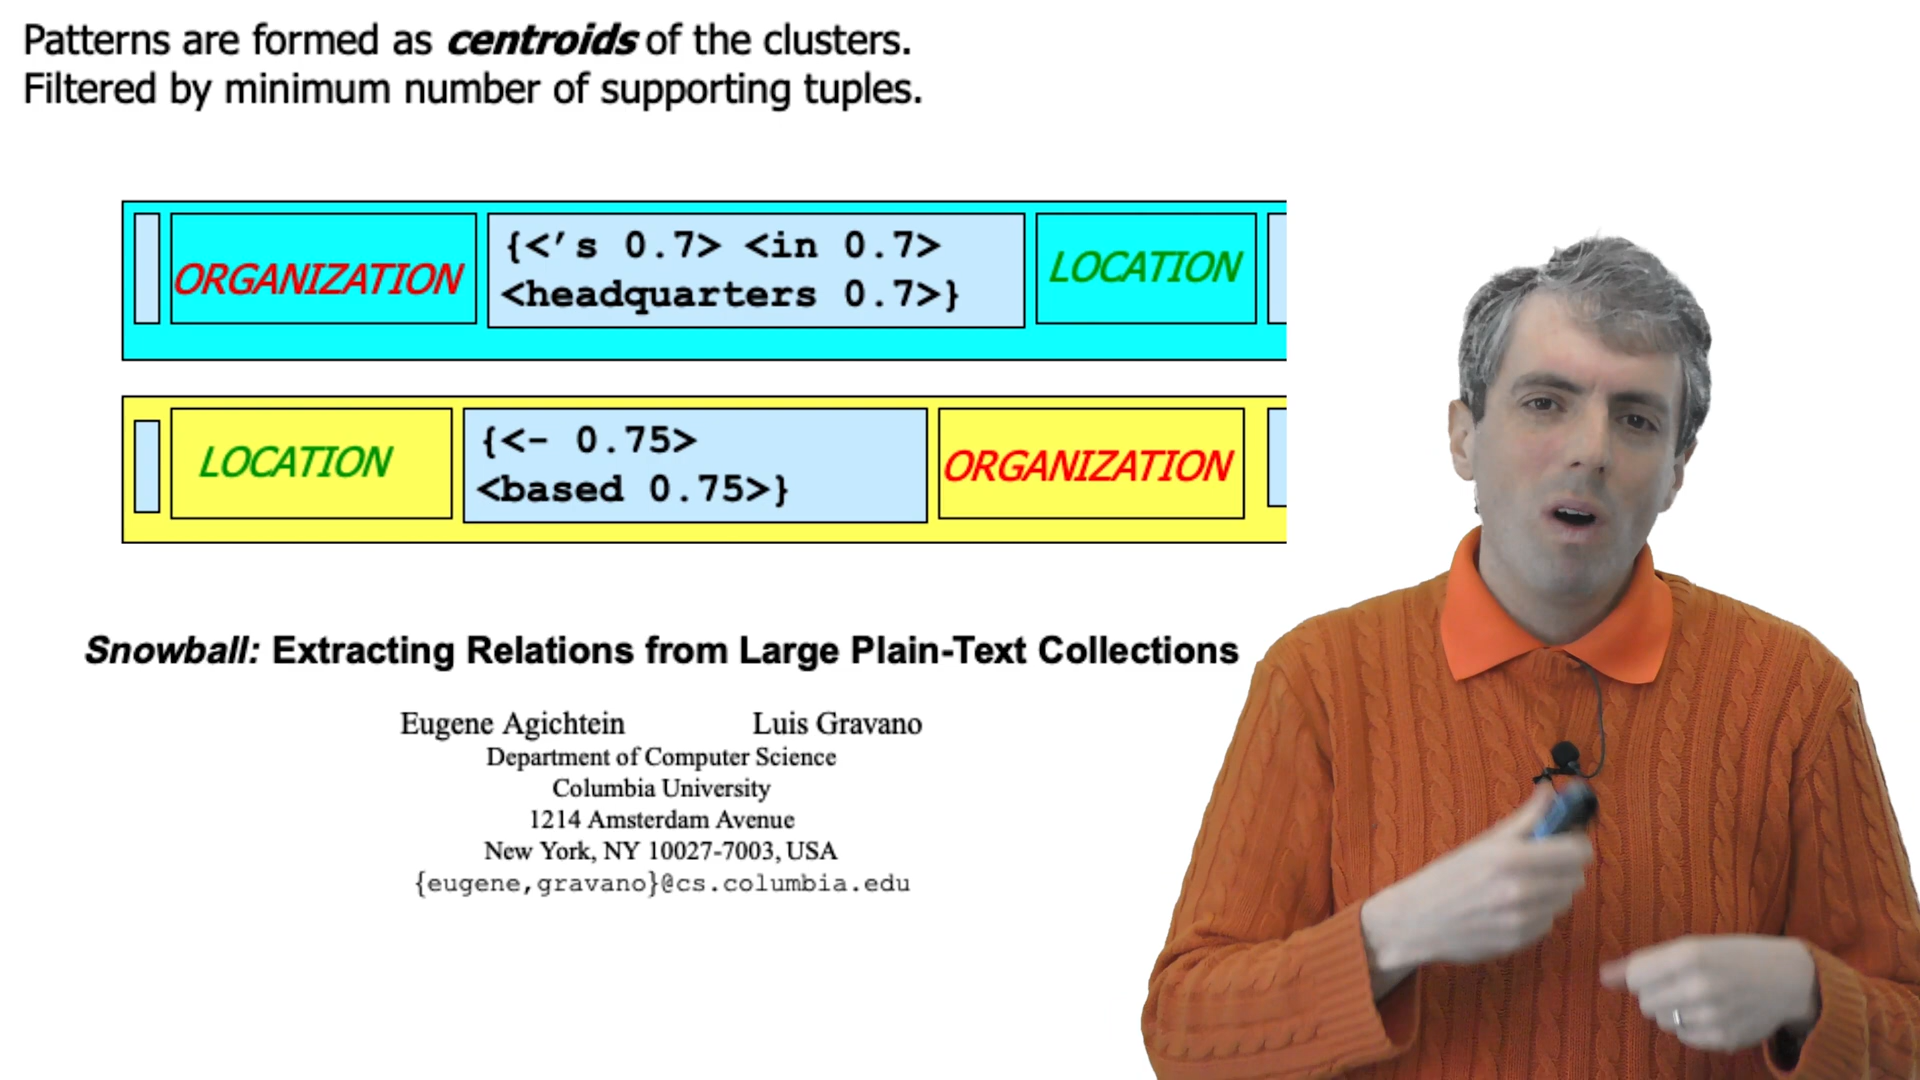 Patterns are formed as centroids of the clusters.
Filtered by minimum number of supporting tuples.
ORGANIZATION
{<’s 0.7> <in 0.7>
<headquarters 0.7>}
LOCATION
LOCATION
{<- 0.75>
<based 0.75>}
ORGANIZATION
Snowball: Extracting Relations from Large Plain-Text Collections
Eugene Agichtein Luis Gravano
Department of Computer Science
Columbia University
1214 Amsterdam Avenue
New York, NY 10027-7003, USA
{eugene,gravano}@cs.columbia.edu